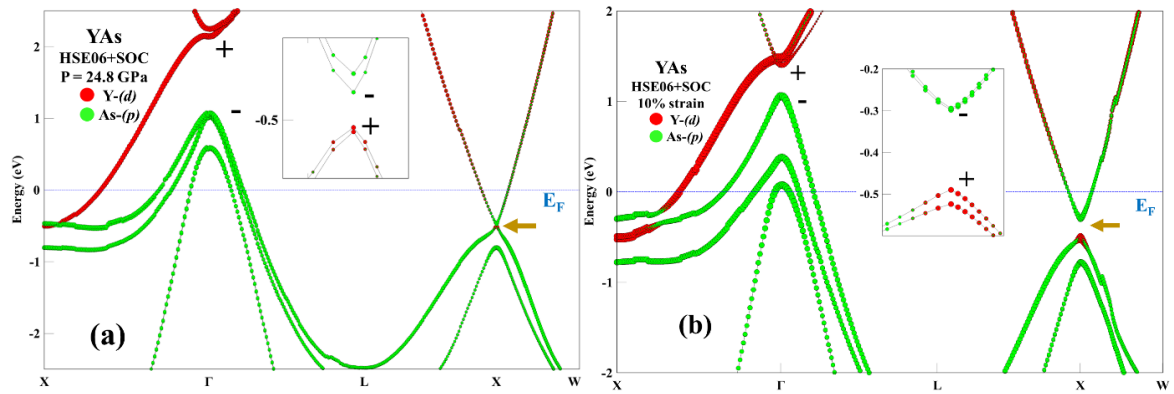 YAs
HSE06+SOC
P = 24.8 GPa
Y-(d)
As-(p)
+
-
-0.5
-
+
2
1
0
-1
-2
Energy (eV)
E_F
(a)
X Γ L X W
YAs
HSE06+SOC
10% strain
Y-(d)
As-(p)
+
-
-0.2
-0.3
-0.4
-0.5
-
+
2
1
0
-1
-2
Energy (eV)
E_F
(b)
X Γ L X W